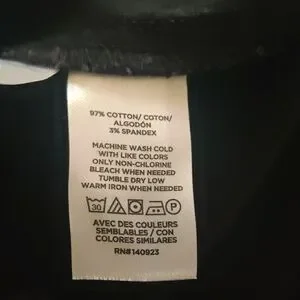 97% COTTON/ COTON/
ALGODÓN
3% SPANDEX
MACHINE WASH COLD
WITH LIKE COLORS
ONLY NON-CHLORINE
BLEACH WHEN NEEDED
TUMBLE DRY LOW
WARM IRON WHEN NEEDED
30 P
AVEC DES COULEURS
SEMBLABLES / CON
COLORES SIMILARES
RN#140923